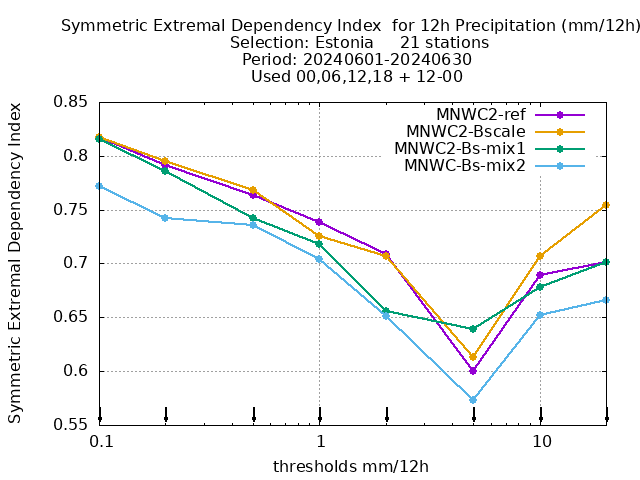 Symmetric Extremal Dependency Index  for 12h Precipitation (mm/12h)
Selection: Estonia     21 stations
Period: 20240601-20240630
Used 00,06,12,18 + 12-00
MNWC2-ref
MNWC2-Bscale
MNWC2-Bs-mix1
MNWC-Bs-mix2
Symmetric Extremal Dependency Index
0.85
0.8
0.75
0.7
0.65
0.6
0.55
0.1 1 10
thresholds mm/12h